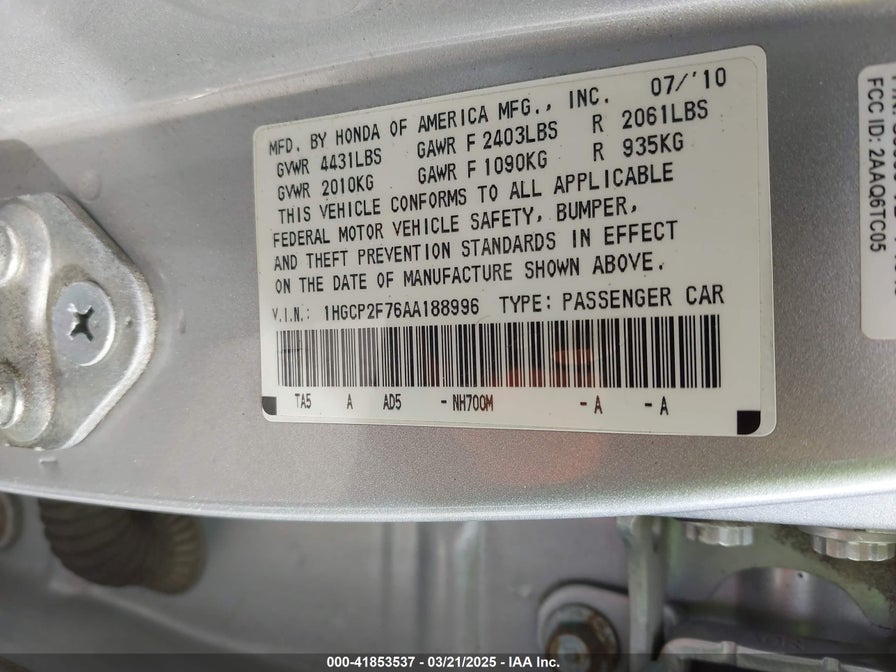 MFD. BY HONDA OF AMERICA MFG., INC. 07/'10
GVWR 4431LBS GAWR F 2403LBS R 2061LBS
GVWR 2010KG GAWR F 1090KG R 935KG
THIS VEHICLE CONFORMS TO ALL APPLICABLE
FEDERAL MOTOR VEHICLE SAFETY, BUMPER,
AND THEFT PREVENTION STANDARDS IN EFFECT
ON THE DATE OF MANUFACTURE SHOWN ABOVE.
V.I.N.: 1HGCP2F76AA188996 TYPE: PASSENGER CAR
TA5 A AD5 - NH700M - A - A
FCC ID: 2AAQ6TC05
000-41853537 - 03/21/2025 - IAA Inc.